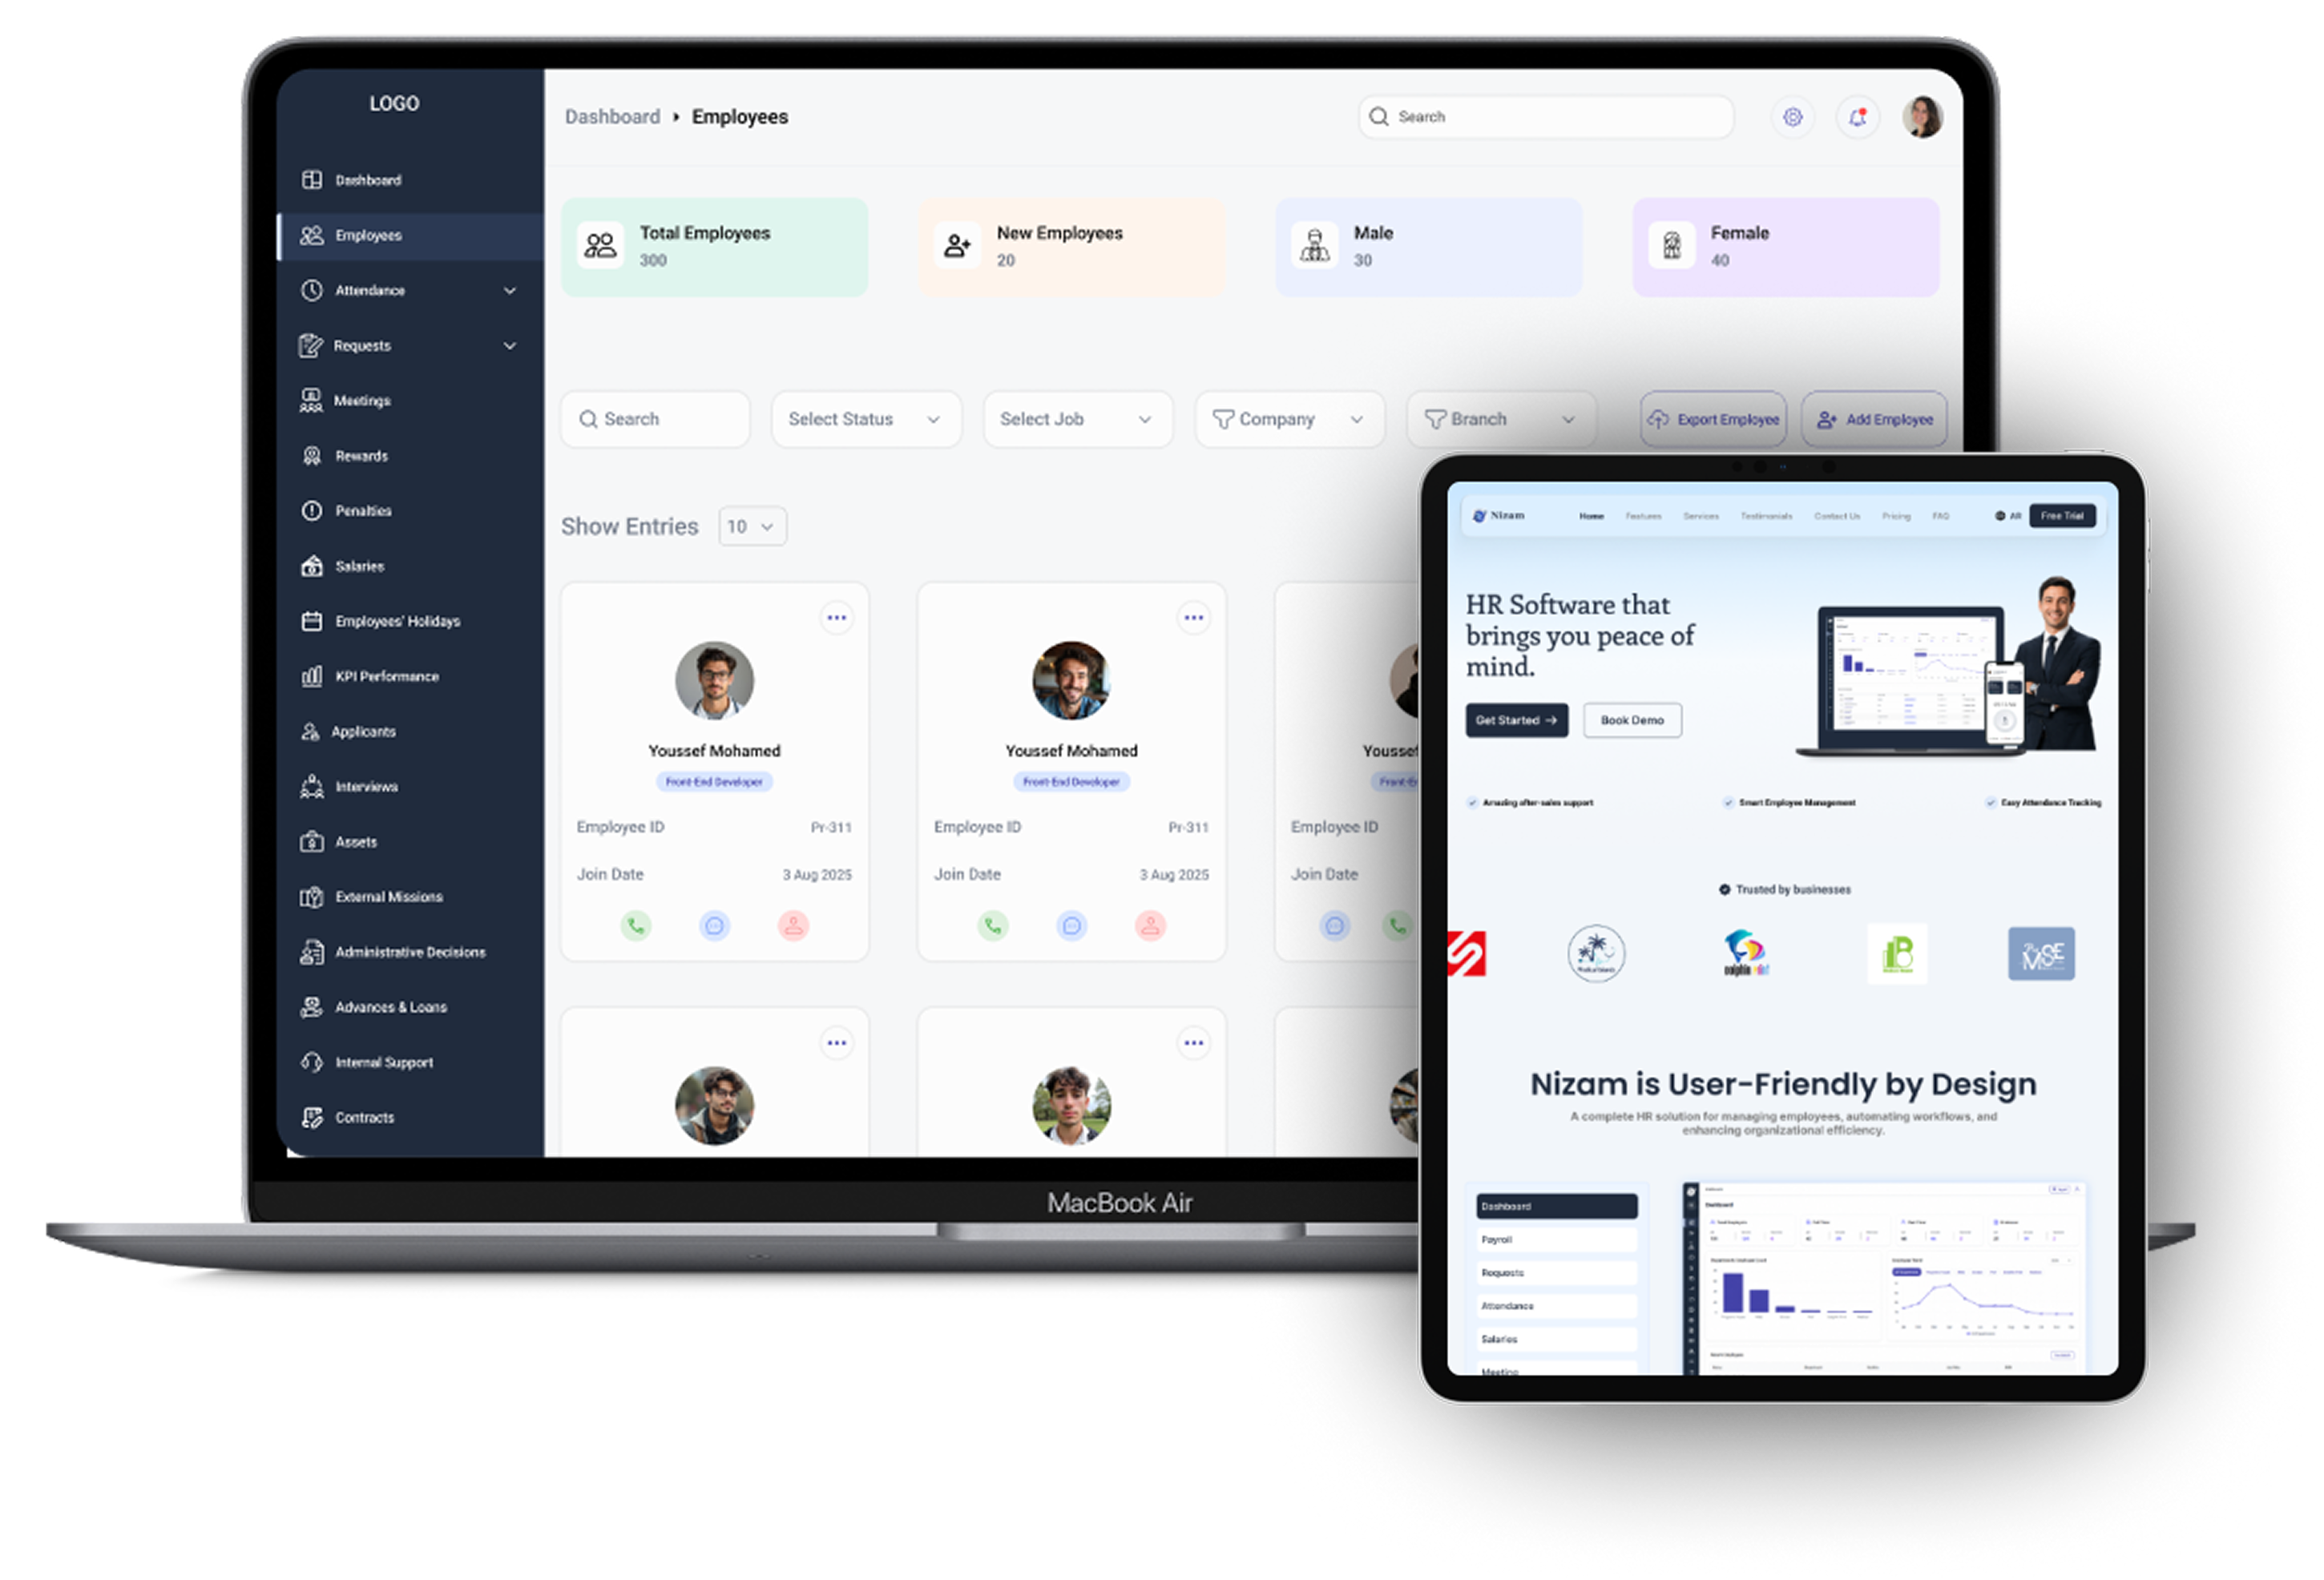 LOGO
Dashboard
Employees
Attendance
Requests
Meetings
Rewards
Penalties
Salaries
Employees' Holidays
KPI Performance
Applicants
Interviews
Assets
External Missions
Administrative Decisions
Advances & Loans
Internal Support
Contracts
Dashboard Employees
Search
Total Employees
300
New Employees
20
Male
30
Female
40
Search
Select Status
Select Job
Company
Branch
Export Employee
Add Employee
Show Entries 10
Youssef Mohamed
Front-End Developer
Employee ID Pr-311
Join Date 3 Aug 2025
Youssef Mohamed
Front-End Developer
Employee ID Pr-311
Join Date 3 Aug 2025
Employee ID
Join Date
MacBook Air
Nizam
Home Features Services Testimonials Contact Us Pricing FAQ
AR
Free Trial
HR Software that
brings you peace of
mind.
Get Started
Book Demo
Amazing after-sales support
Smart Employee Management
Easy Attendance Tracking
Trusted by businesses
MSE
Nizam is User-Friendly by Design
A complete HR solution for managing employees, automating workflows, and
enhancing organizational efficiency.
Dashboard
Payroll
Requests
Attendance
Salaries
Meeting
Dashboard